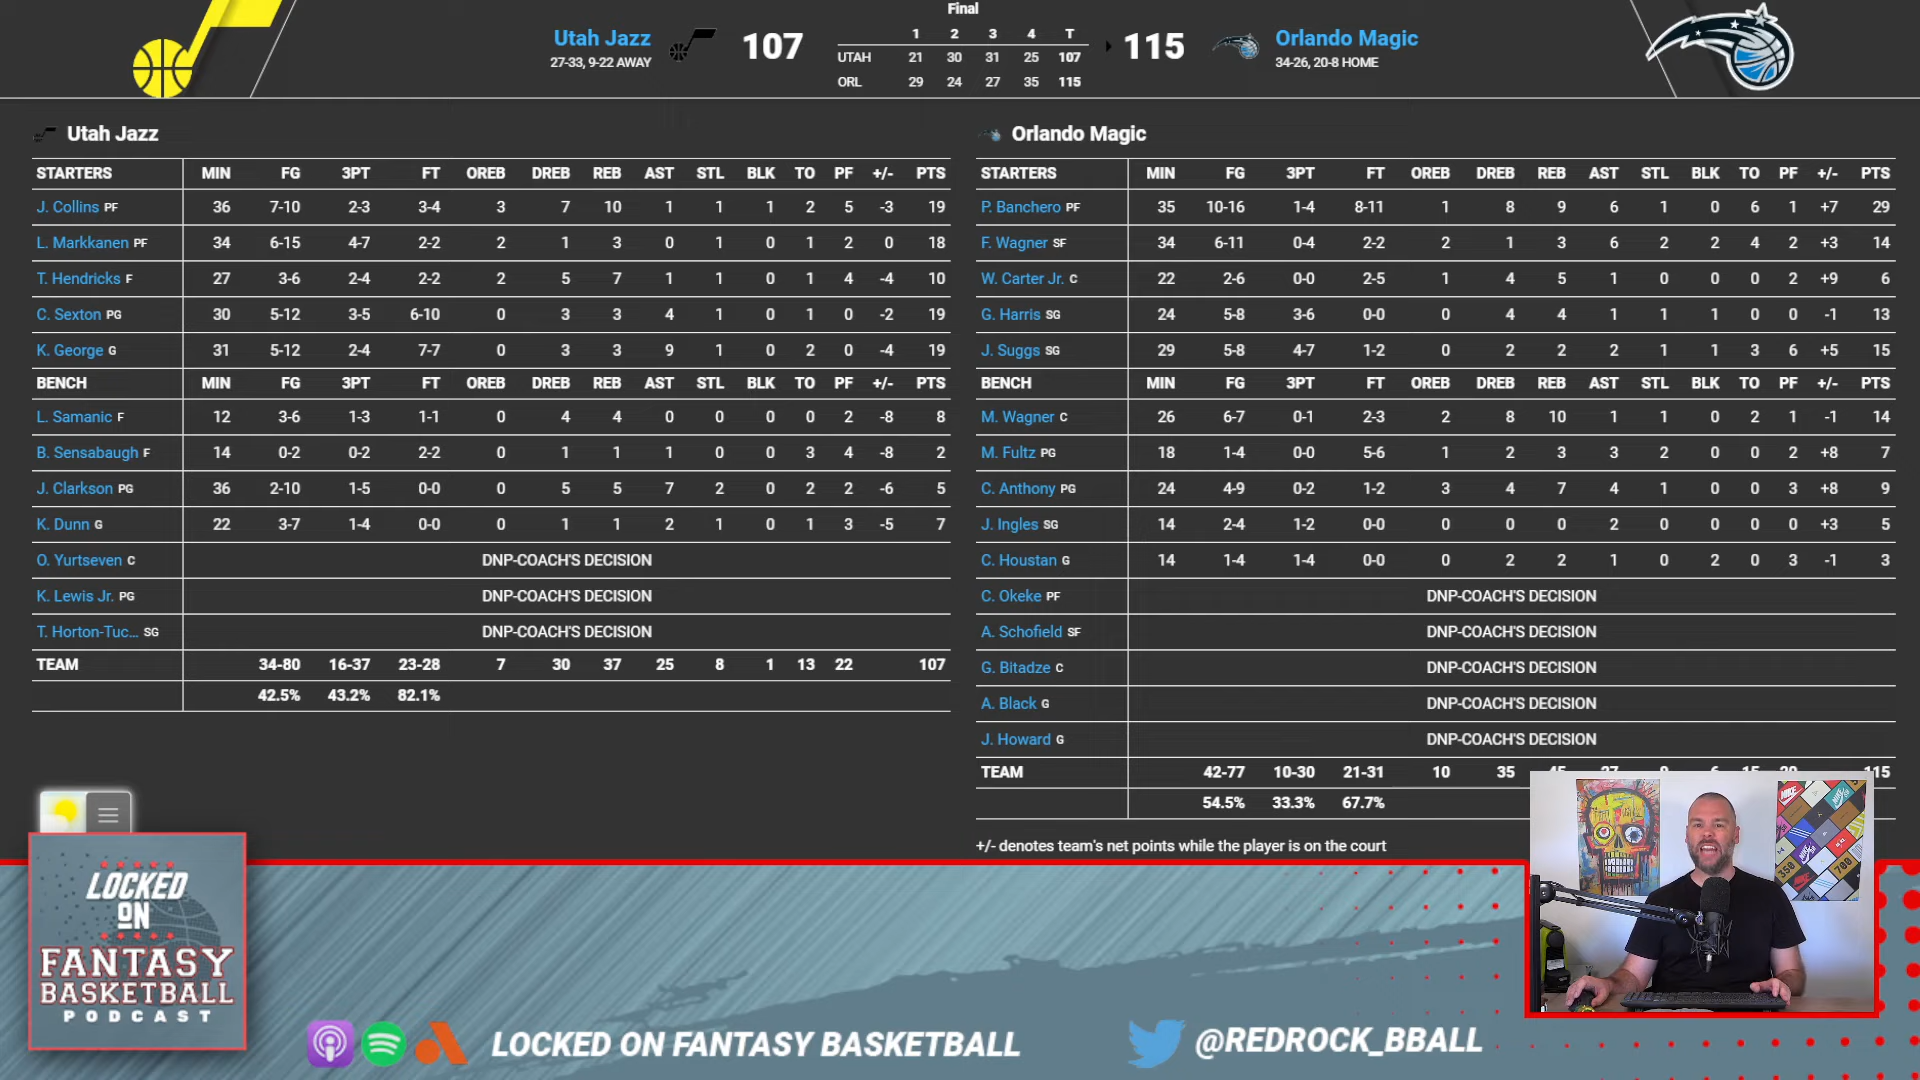 Final
Utah Jazz 107 1 2 3 4 T 115 Orlando Magic
27-33, 9-22 AWAY UTAH 21 30 31 25 107 34-26, 20-8 HOME
ORL 29 24 27 35 115
Utah Jazz
STARTERS MIN FG 3PT FT OREB DREB REB AST STL BLK TO PF +/- PTS
J. Collins PF 36 7-10 2-3 3-4 3 7 10 1 1 1 2 5 -3 19
L. Markkanen PF 34 6-15 4-7 2-2 2 1 3 0 1 0 1 2 0 18
T. Hendricks F 27 3-6 2-4 2-2 2 5 7 1 1 0 1 4 -4 10
C. Sexton PG 30 5-12 3-5 6-10 0 3 3 4 1 0 1 0 -2 19
K. George G 31 5-12 2-4 7-7 0 3 3 9 1 0 2 0 -4 19
BENCH MIN FG 3PT FT OREB DREB REB AST STL BLK TO PF +/- PTS
L. Samanic F 12 3-6 1-3 1-1 0 4 4 0 0 0 0 2 -8 8
B. Sensabaugh F 14 0-2 0-2 2-2 0 1 1 1 0 0 3 4 -8 2
J. Clarkson PG 36 2-10 1-5 0-0 0 5 5 7 2 0 2 2 -6 5
K. Dunn G 22 3-7 1-4 0-0 0 1 1 2 1 0 1 3 -5 7
O. Yurtseven C DNP-COACH'S DECISION
K. Lewis Jr. PG DNP-COACH'S DECISION
T. Horton-Tuc... SG DNP-COACH'S DECISION
TEAM 34-80 16-37 23-28 7 30 37 25 8 1 13 22 107
42.5% 43.2% 82.1%
Orlando Magic
STARTERS MIN FG 3PT FT OREB DREB REB AST STL BLK TO PF +/- PTS
P. Banchero PF 35 10-16 1-4 8-11 1 8 9 6 1 0 6 1 +7 29
F. Wagner SF 34 6-11 0-4 2-2 2 1 3 6 2 2 4 2 +3 14
W. Carter Jr. C 22 2-6 0-0 2-5 1 4 5 1 0 0 0 2 +9 6
G. Harris SG 24 5-8 3-6 0-0 0 4 4 1 1 1 0 0 -1 13
J. Suggs SG 29 5-8 4-7 1-2 0 2 2 2 1 1 3 6 +5 15
BENCH MIN FG 3PT FT OREB DREB REB AST STL BLK TO PF +/- PTS
M. Wagner C 26 6-7 0-1 2-3 2 8 10 1 1 0 2 1 -1 14
M. Fultz PG 18 1-4 0-0 5-6 1 2 3 3 2 0 0 2 +8 7
C. Anthony PG 24 4-9 0-2 1-2 3 4 7 4 1 0 0 3 +8 9
J. Ingles SG 14 2-4 1-2 0-0 0 0 0 2 0 0 0 0 +3 5
C. Houstan G 14 1-4 1-4 0-0 0 2 2 1 0 2 0 3 -1 3
C. Okeke PF DNP-COACH'S DECISION
A. Schofield SF DNP-COACH'S DECISION
G. Bitadze C DNP-COACH'S DECISION
A. Black G DNP-COACH'S DECISION
J. Howard G DNP-COACH'S DECISION
TEAM 42-77 10-30 21-31 10 35
54.5% 33.3% 67.7%
+/- denotes team's net points while the player is on the court
LOCKED
ON
FANTASY
BASKETBALL
PODCAST
LOCKED ON FANTASY BASKETBALL
@REDROCK_BBALL
NIKE
350
700